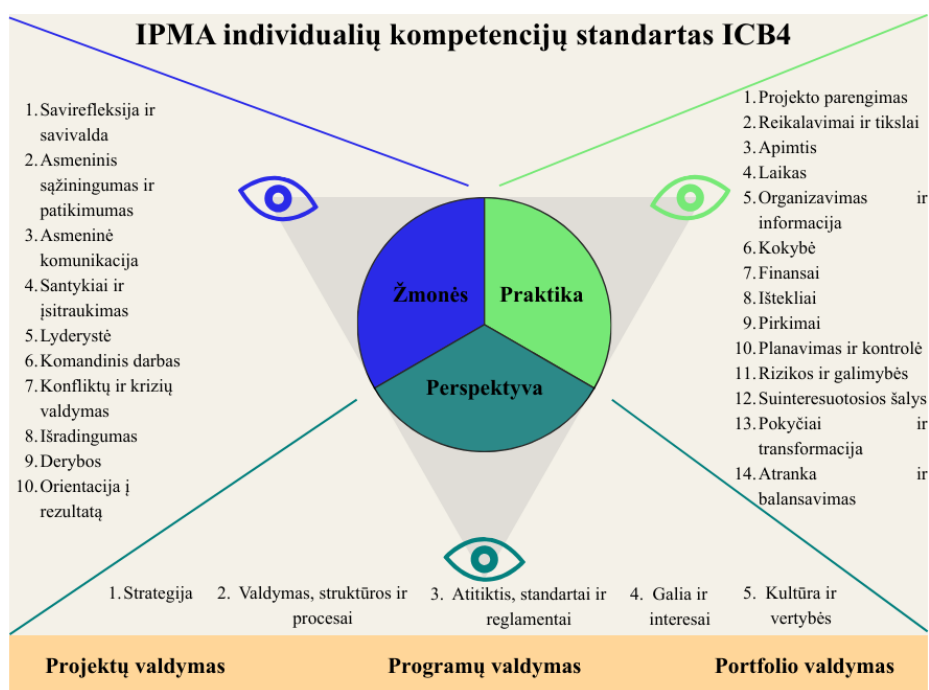 IPMA individualių kompetencijų standartas ICB4
1. Savirefleksija ir
savivalda
2. Asmeninis
sąžiningumas ir
patikimumas
3. Asmeninė
komunikacija
4. Santykiai ir
įsitraukimas
5. Lyderystė
6. Komandinis darbas
7. Konfliktų ir krizių
valdymas
8. Išradingumas
9. Derybos
10. Orientacija į
rezultatą
Žmonės
Praktika
Perspektyva
1. Projekto parengimas
2. Reikalavimai ir tikslai
3. Apimtis
4. Laikas
5. Organizavimas ir
informacija
6. Kokybė
7. Finansai
8. Ištekliai
9. Pirkimai
10. Planavimas ir kontrolė
11. Rizikos ir galimybės
12. Suinteresuotosios šalys
13. Pokyčiai ir
transformacija
14. Atranka ir
balansavimas
1. Strategija
2. Valdymas, struktūros ir
procesai
3. Atitiktis, standartai ir
reglamentai
4. Galia ir
interesai
5. Kultūra ir
vertybės
Projektų valdymas
Programų valdymas
Portfolio valdymas